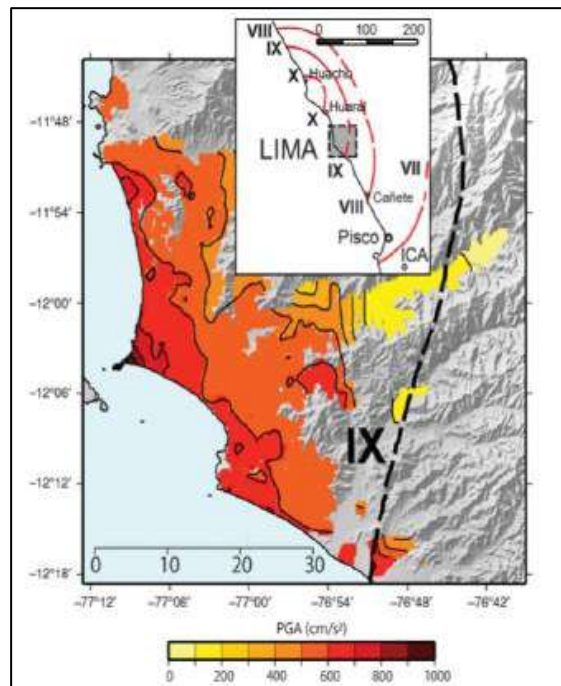 0 100 200
VIII
IX
X
Huacho
Huaral
X
LIMA
IX
VII
VIII
Cañete
Pisco
ICA
−11°48'
−11°54'
−12°00'
−12°06'
−12°12'
−12°18'
IX
0 10 20 30
−77°12' −77°06' −77°00' −76°54' −76°48' −76°42'
PGA (cm/s²)
0 200 400 600 800 1000